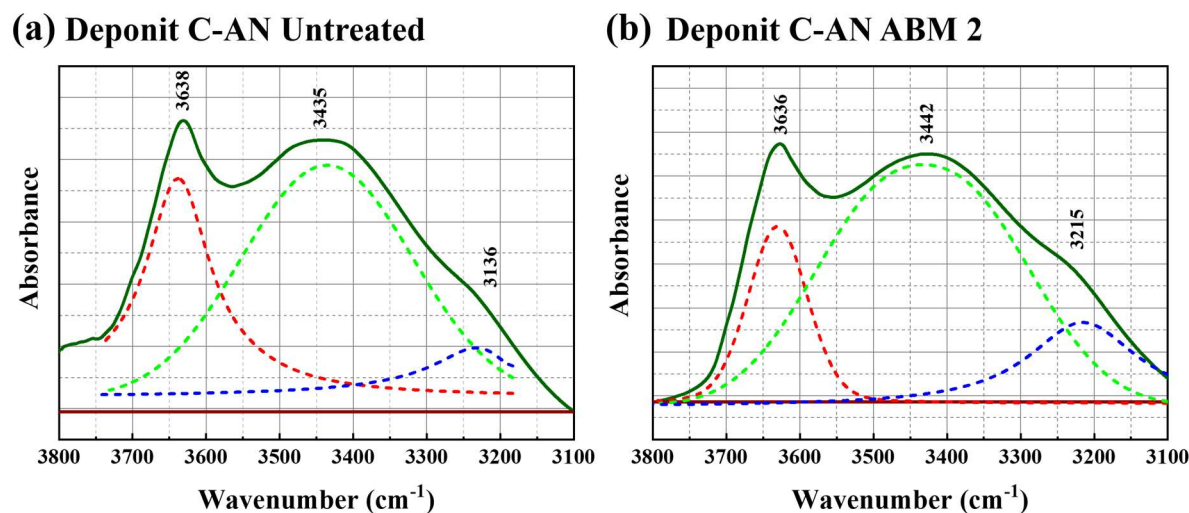 (a) Deponit C-AN Untreated
3638
3435
3136
Absorbance
3800 3700 3600 3500 3400 3300 3200 3100
Wavenumber (cm⁻¹)
(b) Deponit C-AN ABM 2
3636
3442
3215
Absorbance
3800 3700 3600 3500 3400 3300 3200 3100
Wavenumber (cm⁻¹)